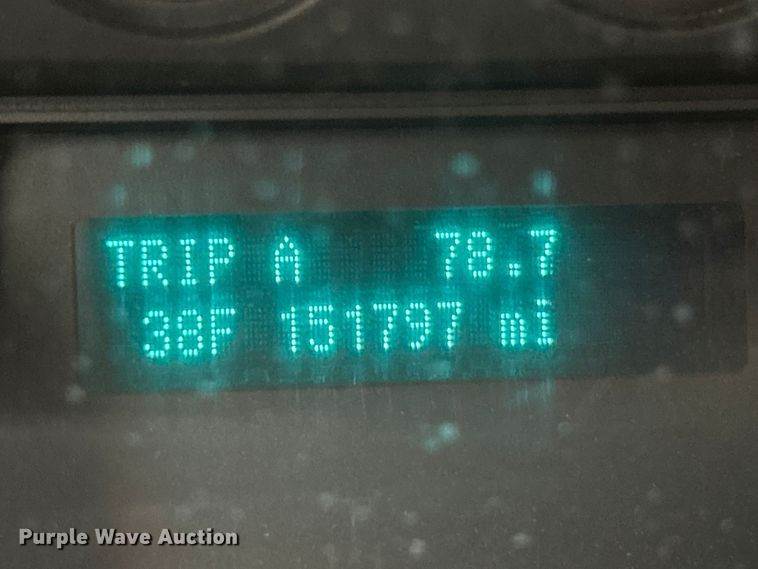 TRIP A 78.7
38F 151797 mi
Purple Wave Auction